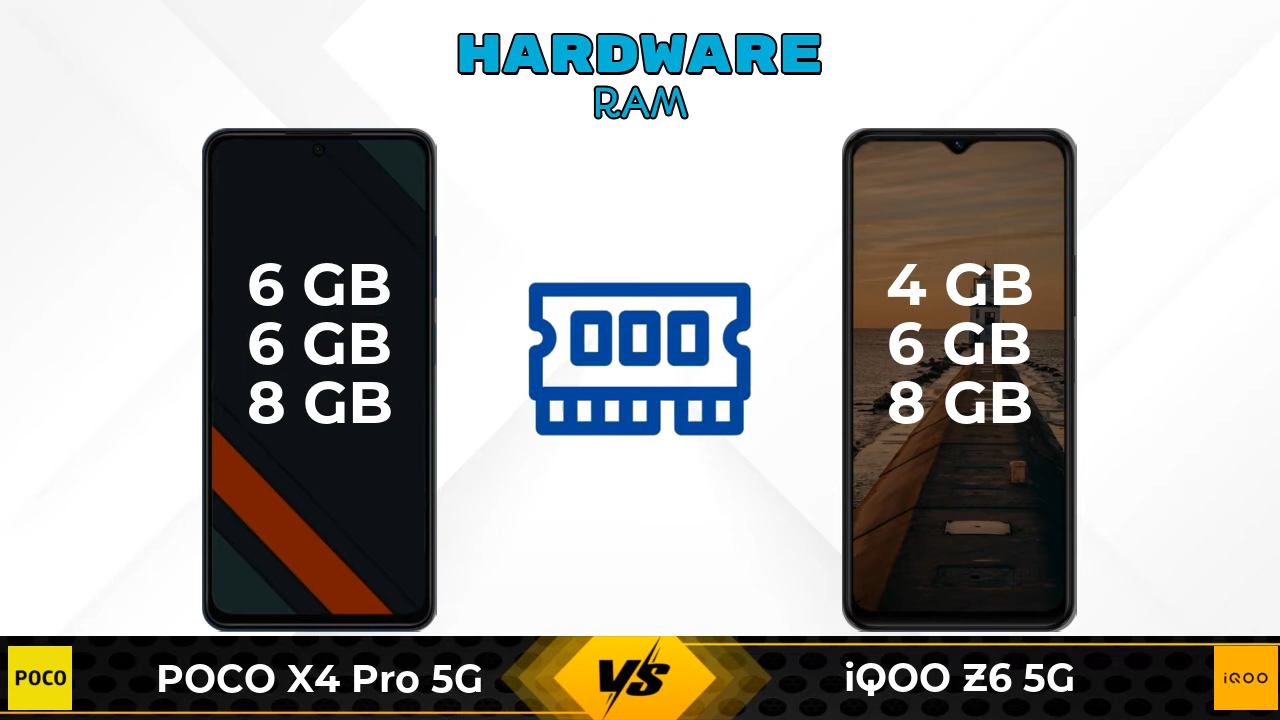 HARDWARE
RAM
6 GB
6 GB
8 GB
4 GB
6 GB
8 GB
POCO
POCO X4 Pro 5G
VS
iQOO Z6 5G
iQOO